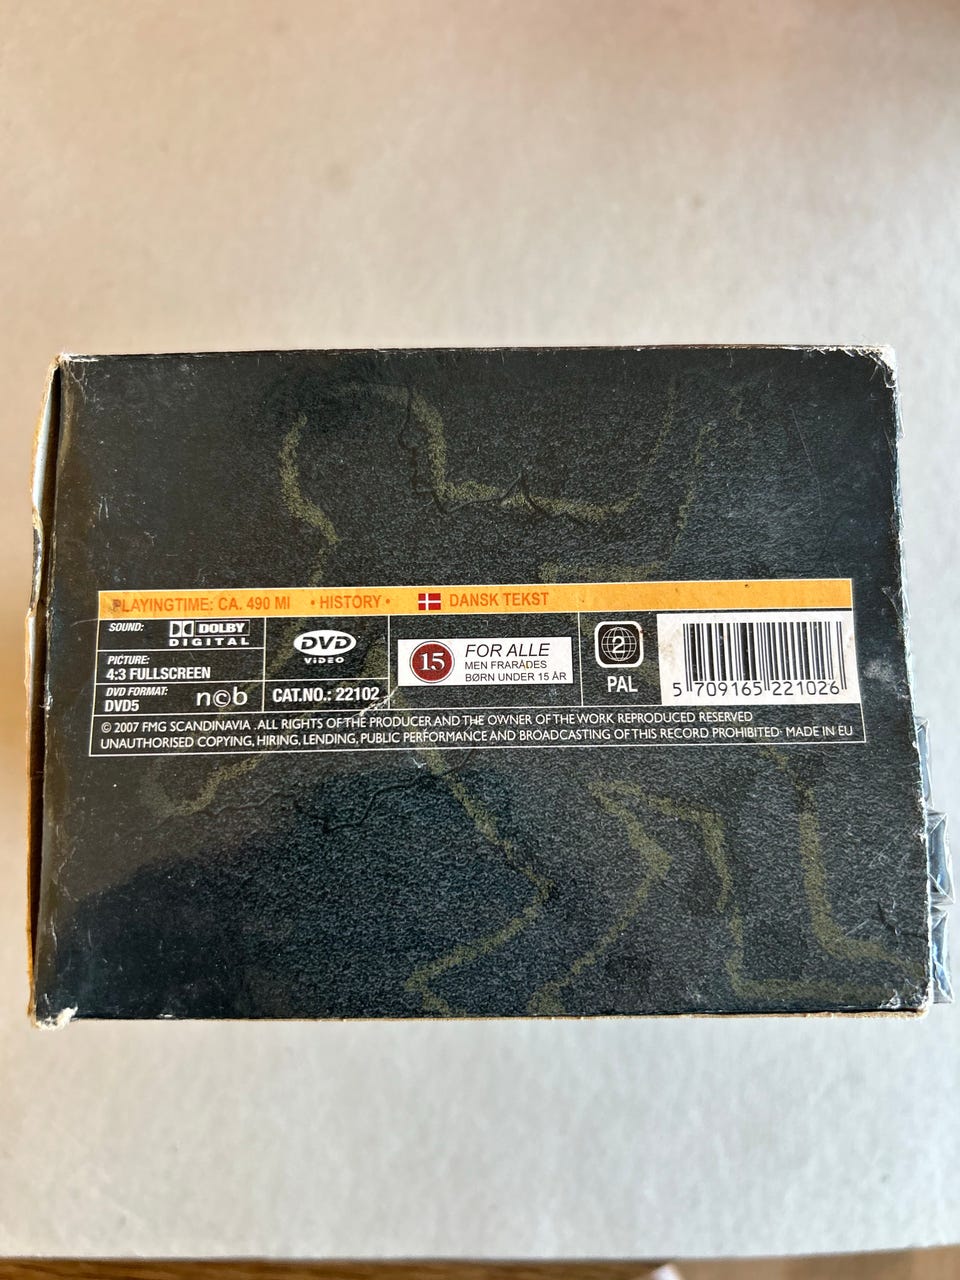 PLAYINGTIME: CA. 490 MI • HISTORY • DANSK TEKST
SOUND: DOLBY
DIGITAL
PICTURE:
4:3 FULLSCREEN
DVD FORMAT:
DVD5
n©b
DVD
VIDEO
CAT.NO.: 22102
15
FOR ALLE
MEN FRARÅDES
BØRN UNDER 15 ÅR
2
PAL
5 709165 221026
© 2007 FMG SCANDINAVIA .ALL RIGHTS OF THE PRODUCER AND THE OWNER OF THE WORK REPRODUCED RESERVED
UNAUTHORISED COPYING, HIRING, LENDING, PUBLIC PERFORMANCE AND BROADCASTING OF THIS RECORD PROHIBITED· MADE IN EU